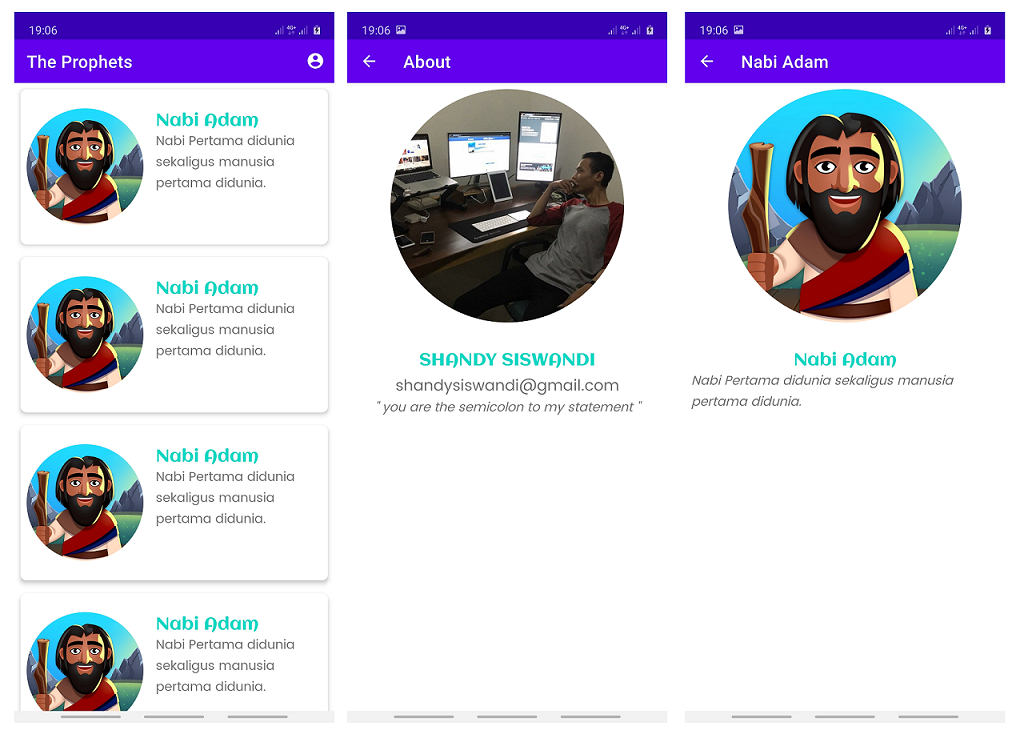 19:06
The Prophets
Nabi Adam
Nabi Pertama didunia
sekaligus manusia
pertama didunia.
Nabi Adam
Nabi Pertama didunia
sekaligus manusia
pertama didunia.
Nabi Adam
Nabi Pertama didunia
sekaligus manusia
pertama didunia.
Nabi Adam
Nabi Pertama didunia
sekaligus manusia
pertama didunia.
19:06
About
SHANDY SISWANDI
shandysiswandi@gmail.com
" you are the semicolon to my statement "
19:06
Nabi Adam
Nabi Adam
Nabi Pertama didunia sekaligus manusia
pertama didunia.